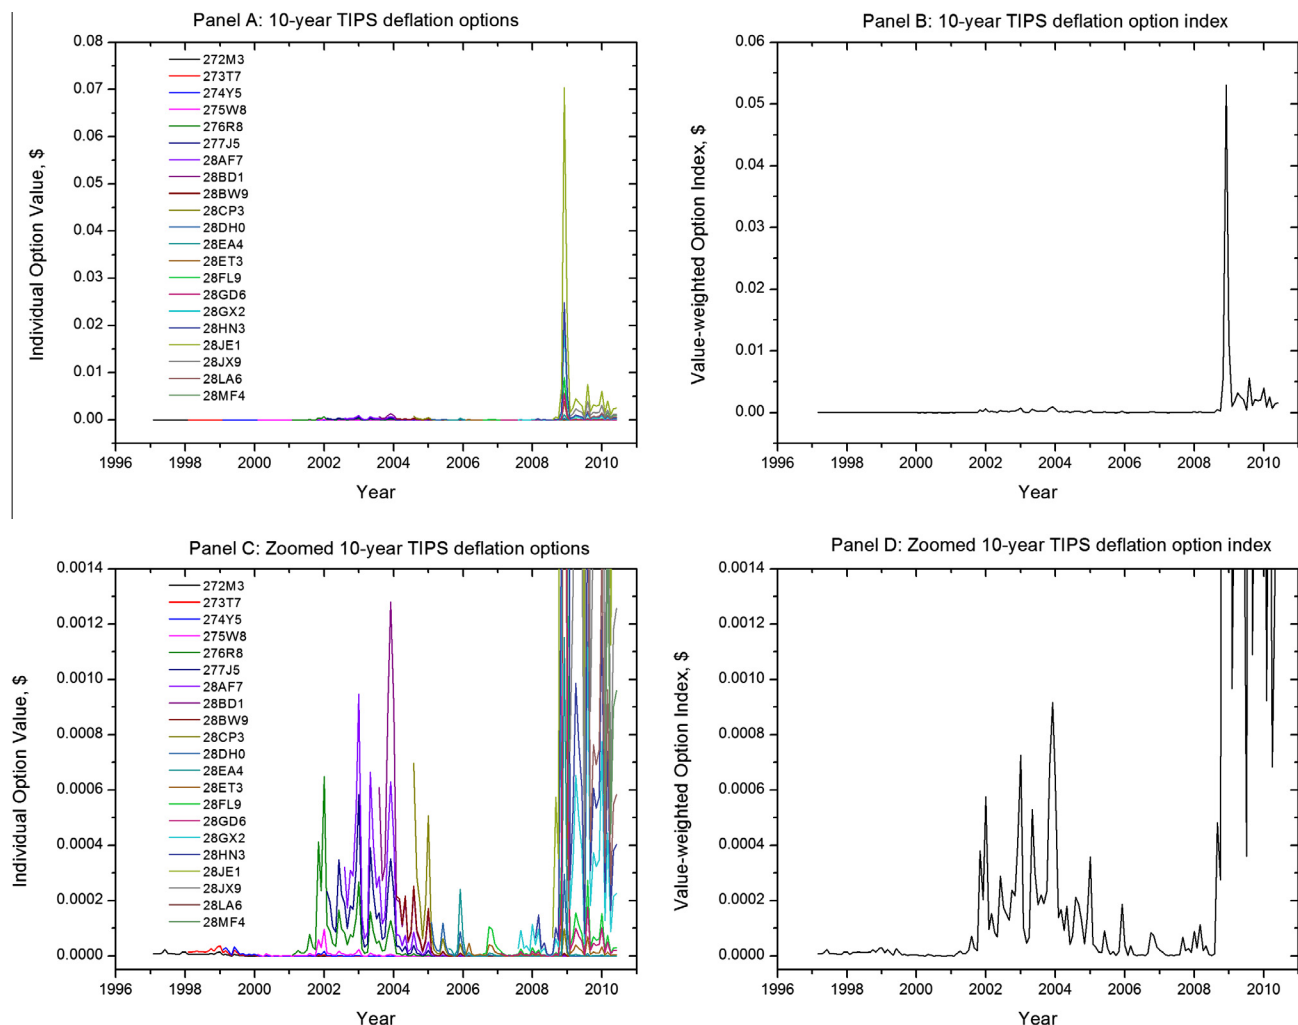 Panel A: 10-year TIPS deflation options
0.08
0.07
0.06
0.05
0.04
0.03
0.02
0.01
0.00
Individual Option Value, $
272M3
273T7
274Y5
275W8
276R8
277J5
28AF7
28BD1
28BW9
28CP3
28DH0
28EA4
28ET3
28FL9
28GD6
28GX2
28HN3
28JE1
28JX9
28LA6
28MF4
1996 1998 2000 2002 2004 2006 2008 2010
Year
Panel B: 10-year TIPS deflation option index
0.06
0.05
0.04
0.03
0.02
0.01
0.00
Value-weighted Option Index, $
1996 1998 2000 2002 2004 2006 2008 2010
Year
Panel C: Zoomed 10-year TIPS deflation options
0.0014
0.0012
0.0010
0.0008
0.0006
0.0004
0.0002
0.0000
Individual Option Value, $
272M3
273T7
274Y5
275W8
276R8
277J5
28AF7
28BD1
28BW9
28CP3
28DH0
28EA4
28ET3
28FL9
28GD6
28GX2
28HN3
28JE1
28JX9
28LA6
28MF4
1996 1998 2000 2002 2004 2006 2008 2010
Year
Panel D: Zoomed 10-year TIPS deflation option index
0.0014
0.0012
0.0010
0.0008
0.0006
0.0004
0.0002
0.0000
Value-weighted Option Index, $
1996 1998 2000 2002 2004 2006 2008 2010
Year